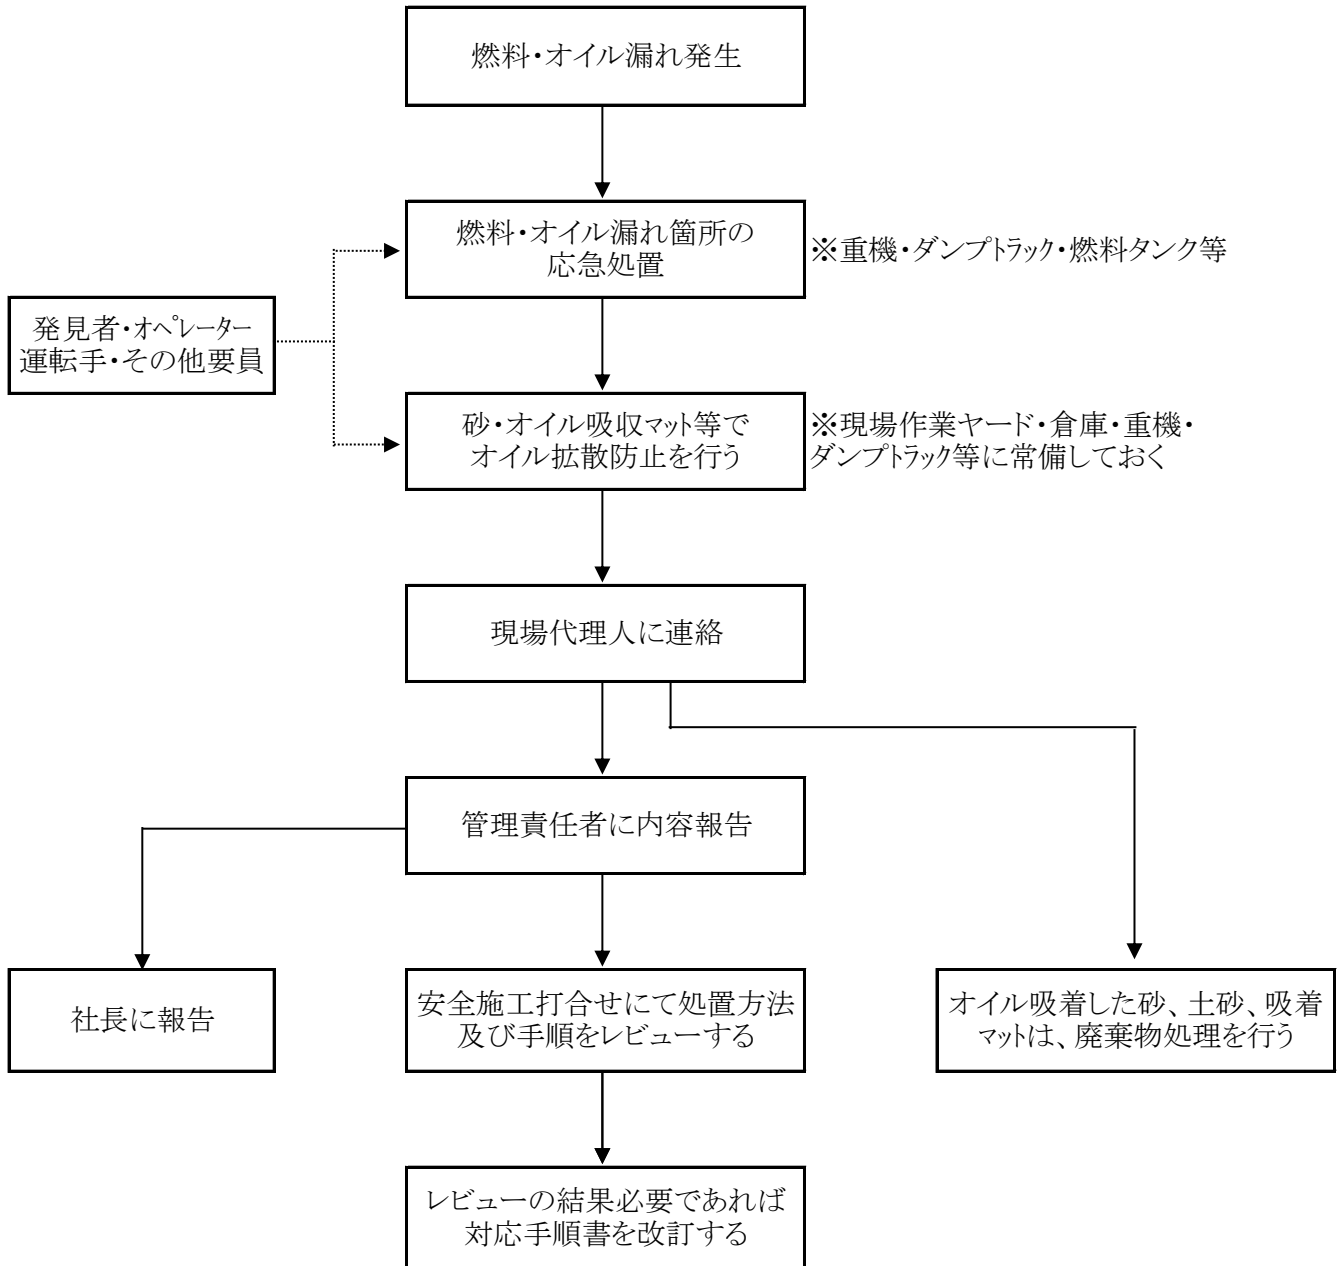 燃料・オイル漏れ発生
燃料・オイル漏れ箇所の
応急処置
※重機・ダンプトラック・燃料タンク等
発見者・オペレーター
運転手・その他要員
砂・オイル吸収マット等で
オイル拡散防止を行う
※現場作業ヤード・倉庫・重機・
ダンプトラック等に常備しておく
現場代理人に連絡
管理責任者に内容報告
社長に報告
安全施工打合せにて処置方法
及び手順をレビューする
オイル吸着した砂、土砂、吸着
マットは、廃棄物処理を行う
レビューの結果必要であれば
対応手順書を改訂する